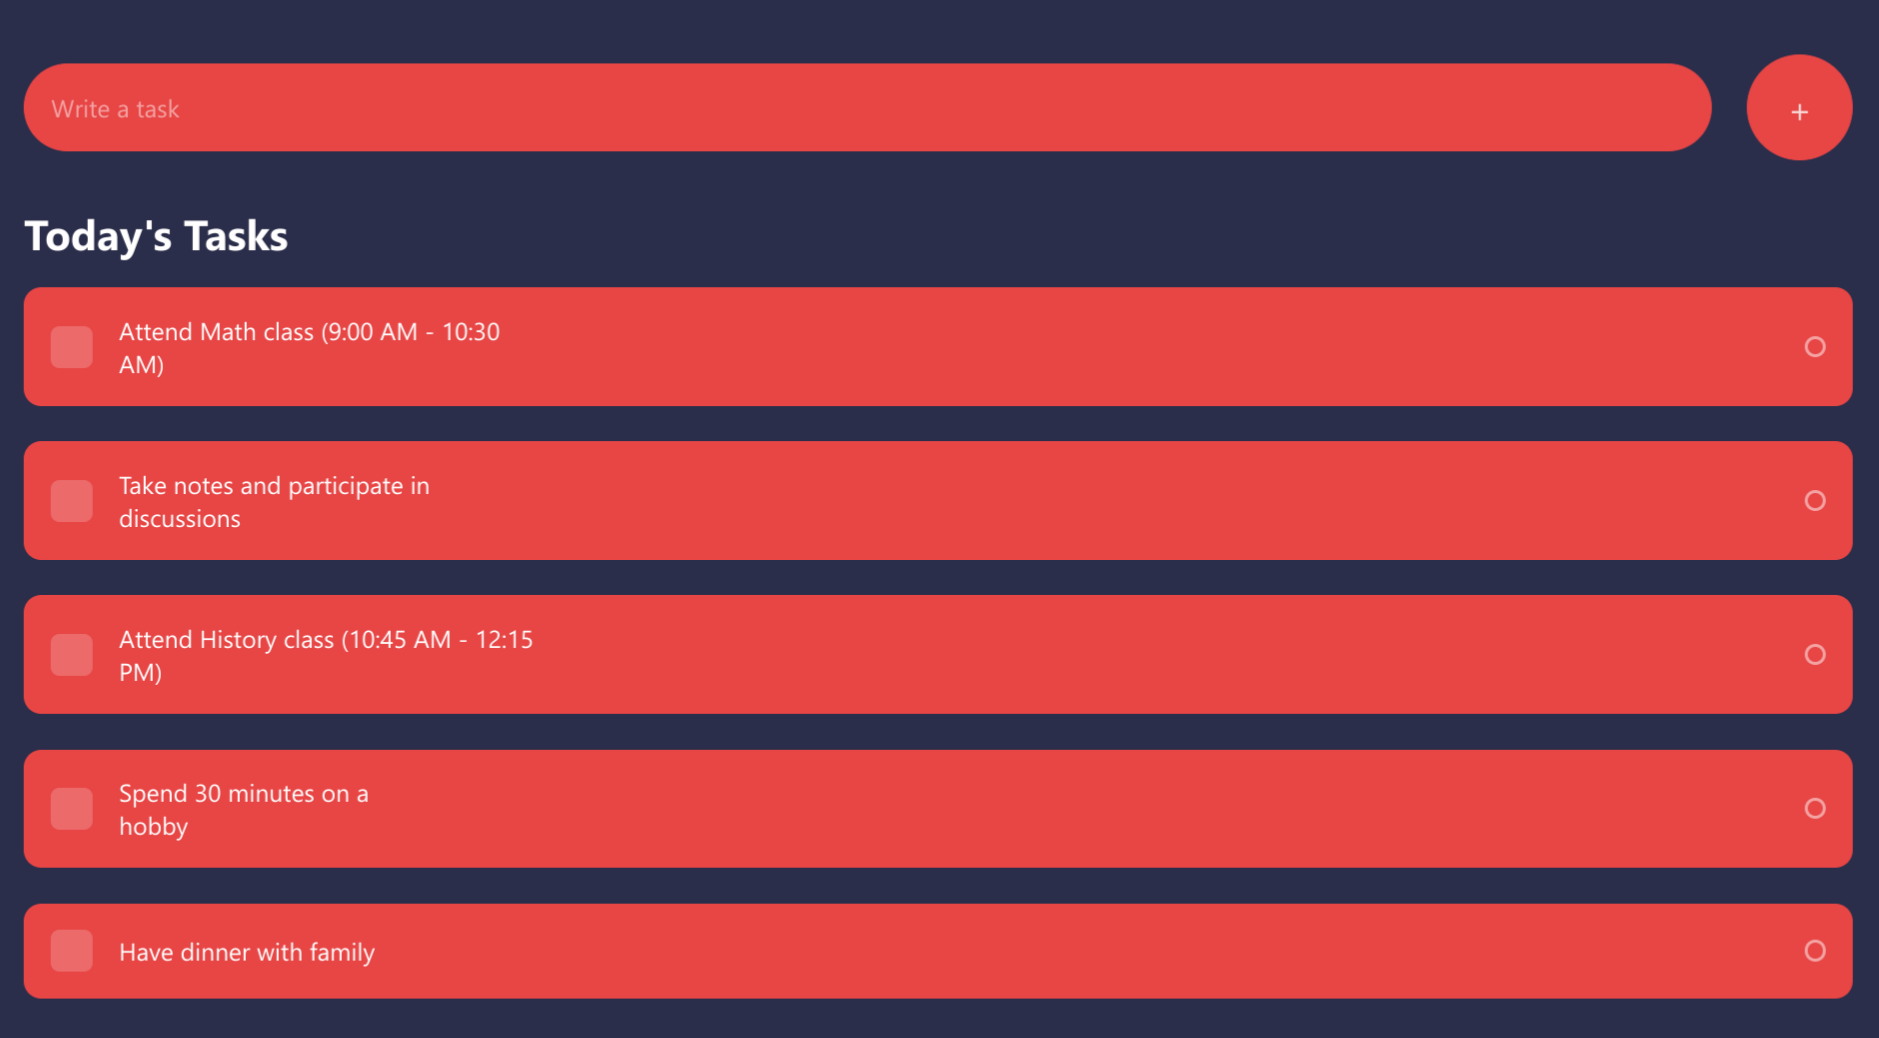 Write a task
+
Today's Tasks
Attend Math class (9:00 AM - 10:30
AM)
Take notes and participate in
discussions
Attend History class (10:45 AM - 12:15
PM)
Spend 30 minutes on a
hobby
Have dinner with family